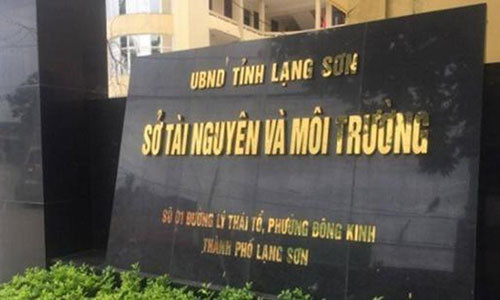 UBND TỈNH LẠNG SƠN
SỞ TÀI NGUYÊN VÀ MÔI TRƯỜNG
SỐ 01 ĐƯỜNG LÝ THÁI TỔ, PHƯỜNG ĐÔNG KINH
THÀNH PHỐ LẠNG SƠN